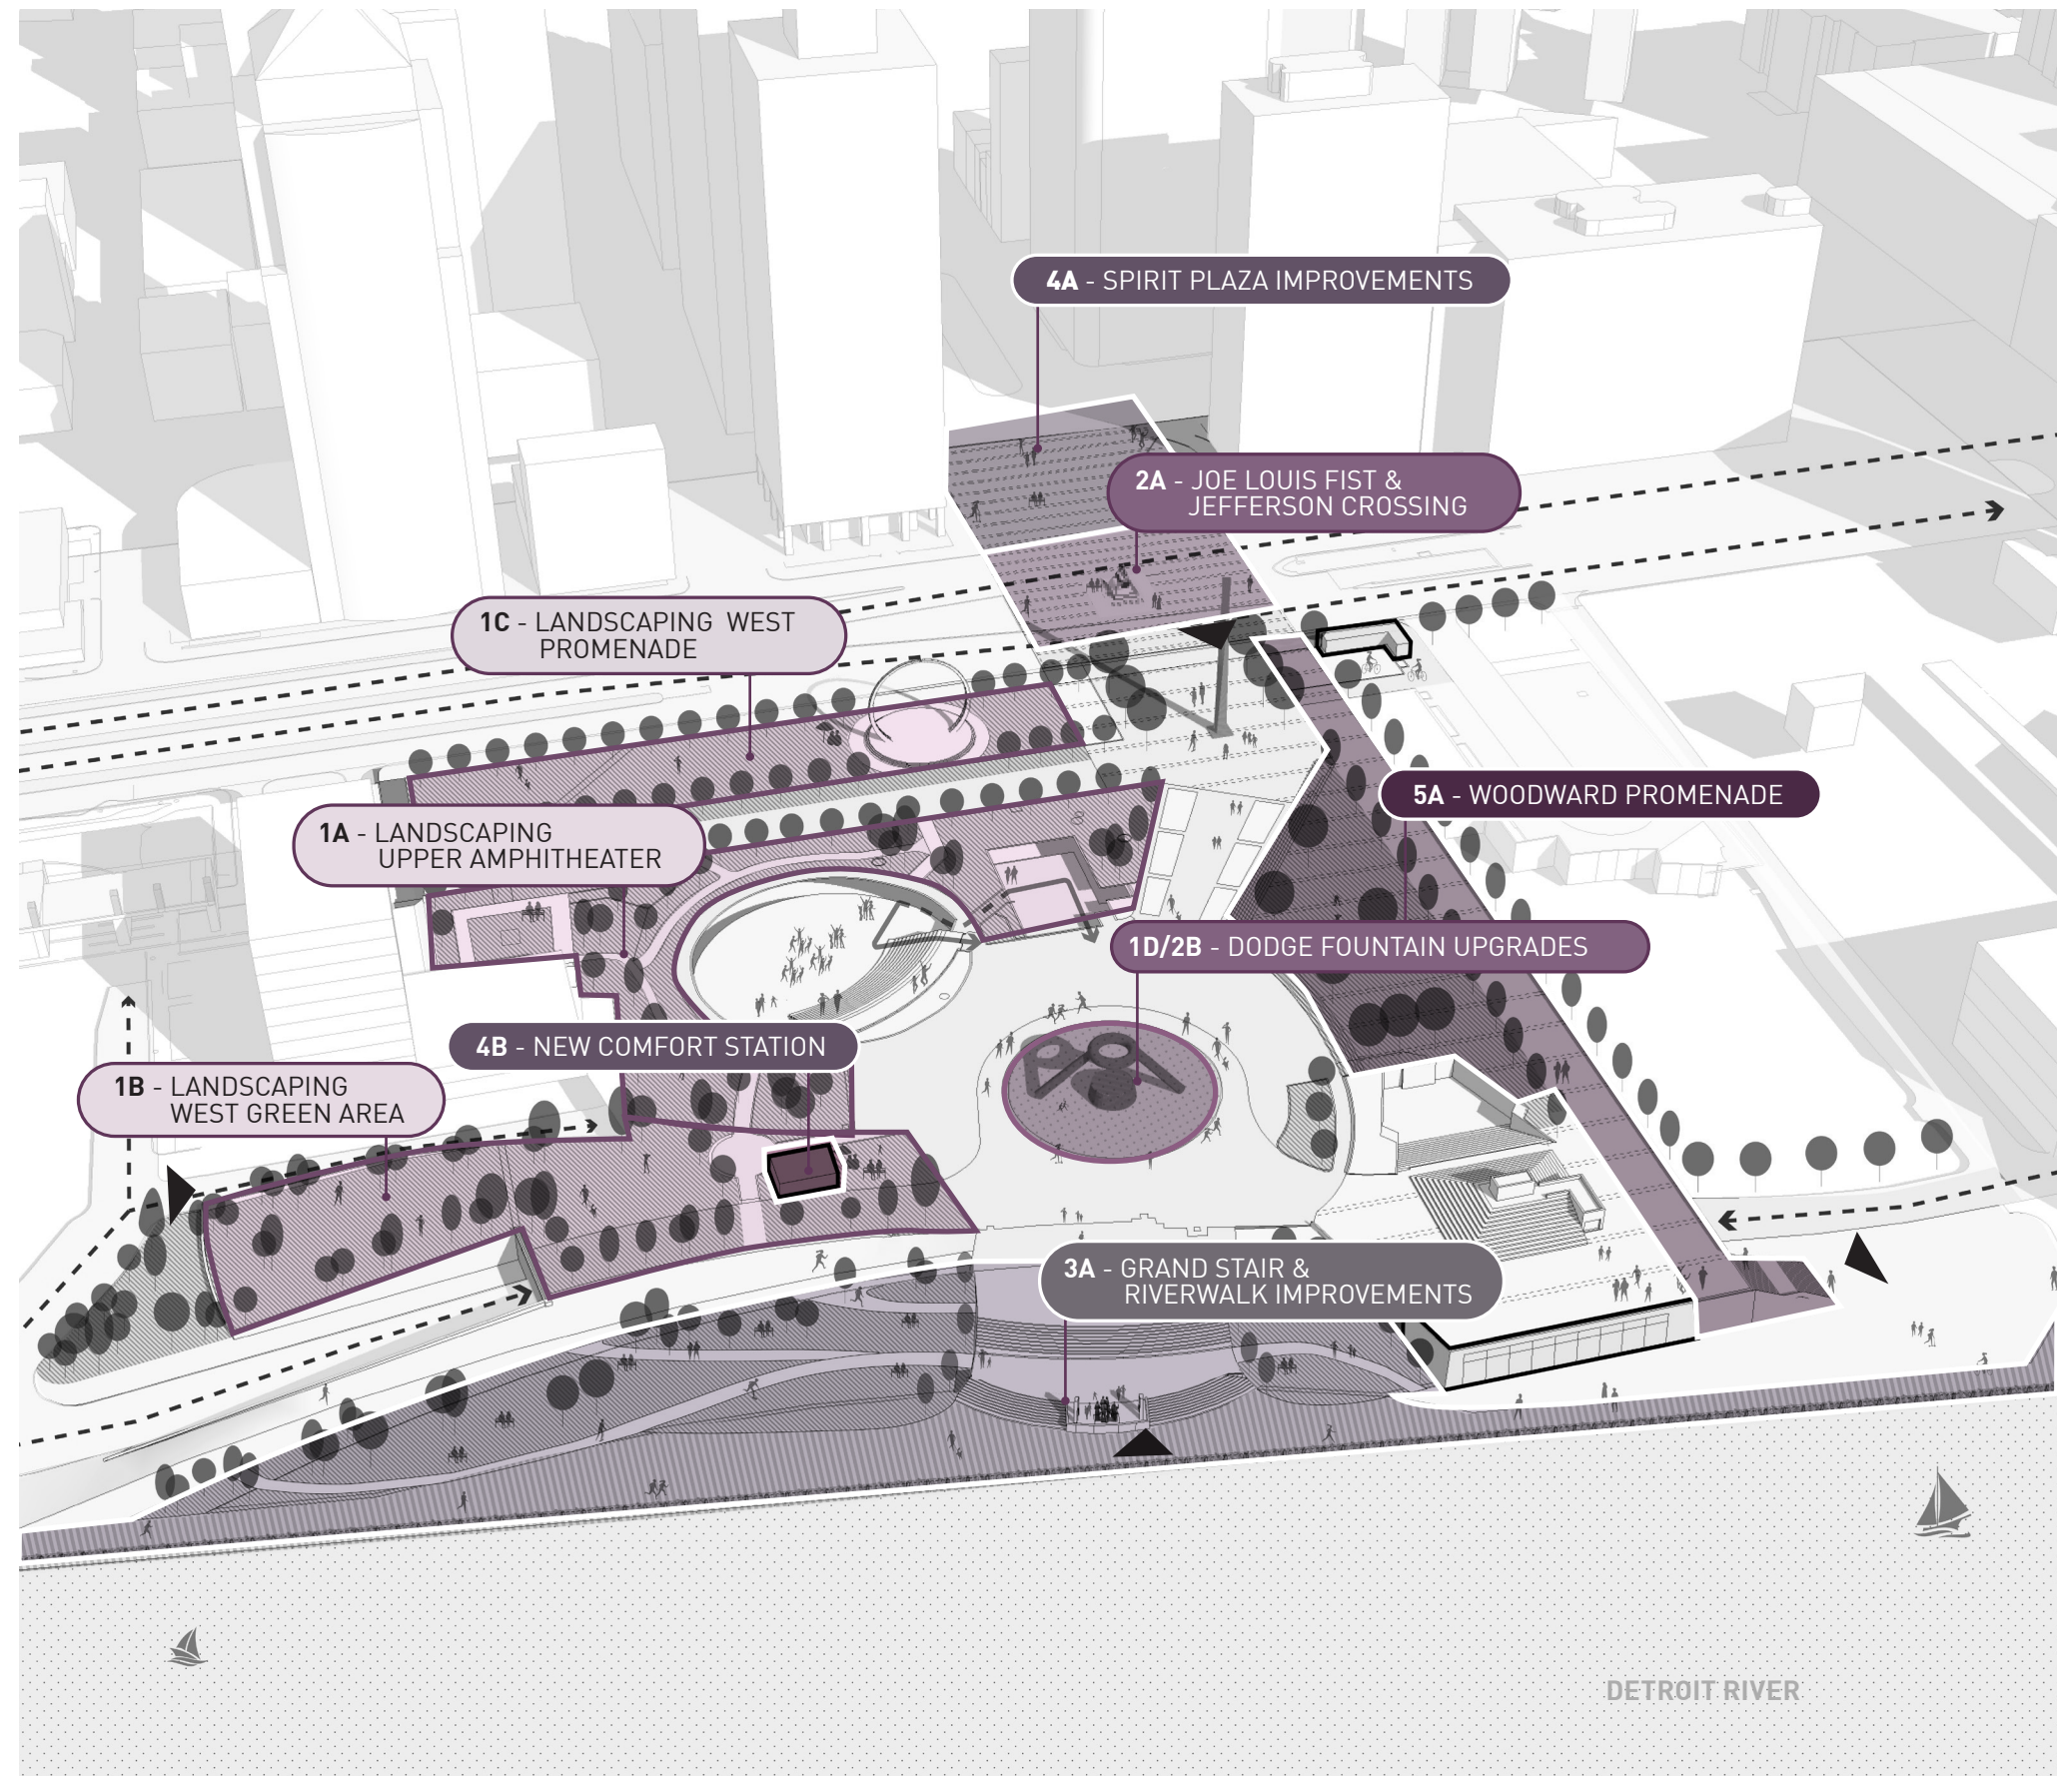 4A - SPIRIT PLAZA IMPROVEMENTS
2A - JOE LOUIS FIST &
JEFFERSON CROSSING
1C - LANDSCAPING WEST
PROMENADE
5A - WOODWARD PROMENADE
1A - LANDSCAPING
UPPER AMPHITHEATER
1D/2B - DODGE FOUNTAIN UPGRADES
4B - NEW COMFORT STATION
1B - LANDSCAPING
WEST GREEN AREA
3A - GRAND STAIR &
RIVERWALK IMPROVEMENTS
DETROIT RIVER